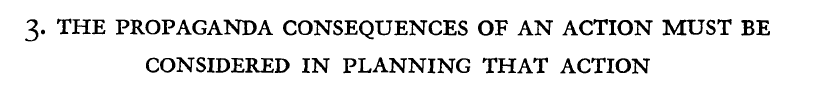 3. THE PROPAGANDA CONSEQUENCES OF AN ACTION MUST BE
CONSIDERED IN PLANNING THAT ACTION